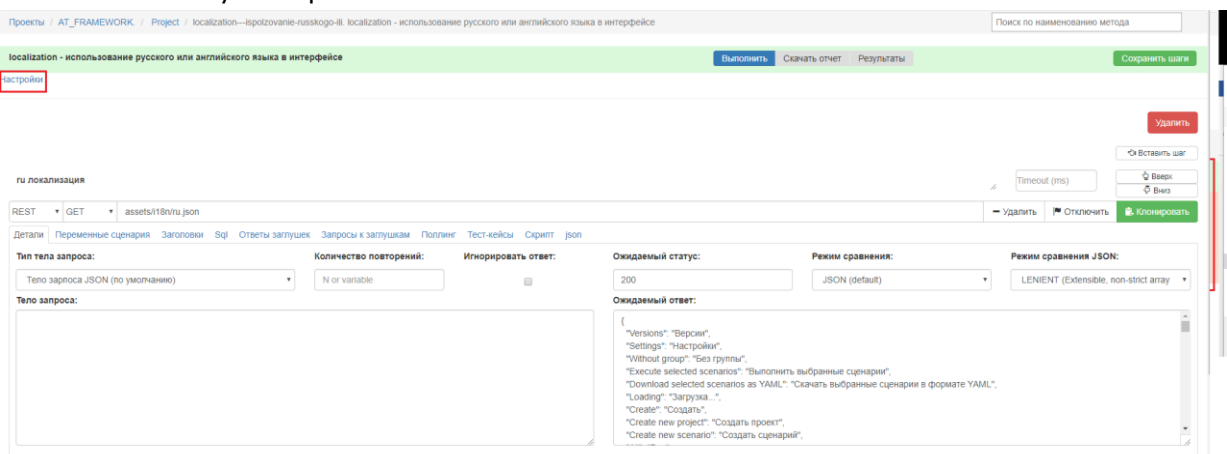 Проекты / AT_FRAMEWORK. / Project / localization---ispolzovanie-russkogo-ili. localization - использование русского или английского языка в интерфейсе
Поиск по наименованию метода
localization - использование русского или английского языка в интерфейсе
Выполнить Скачать отчет Результаты
Сохранить шаги
Настройки
Удалить
Вставить шаг
ru локализация
Timeout (ms)
Вверх
Вниз
REST GET assets/i18n/ru.json
Удалить Отключить Клонировать
Детали Переменные сценария Заголовки Sql Ответы заглушек Запросы к заглушкам Поллинг Тест-кейсы Скрипт json
Тип тела запроса: Количество повторений: Игнорировать ответ: Ожидаемый статус: Режим сравнения: Режим сравнения JSON:
Тело зарпоса JSON (по умолчанию) N or variable 200 JSON (default) LENIENT (Extensible, non-strict array
Тело запроса: Ожидаемый ответ:
{
"Versions": "Версии",
"Settings": "Настройки",
"Without group": "Без группы",
"Execute selected scenarios": "Выполнить выбранные сценарии",
"Download selected scenarios as YAML": "Скачать выбранные сценарии в формате YAML",
"Loading": "Загрузка...",
"Create": "Создать",
"Create new project": "Создать проект",
"Create new scenario": "Создать сценарий",